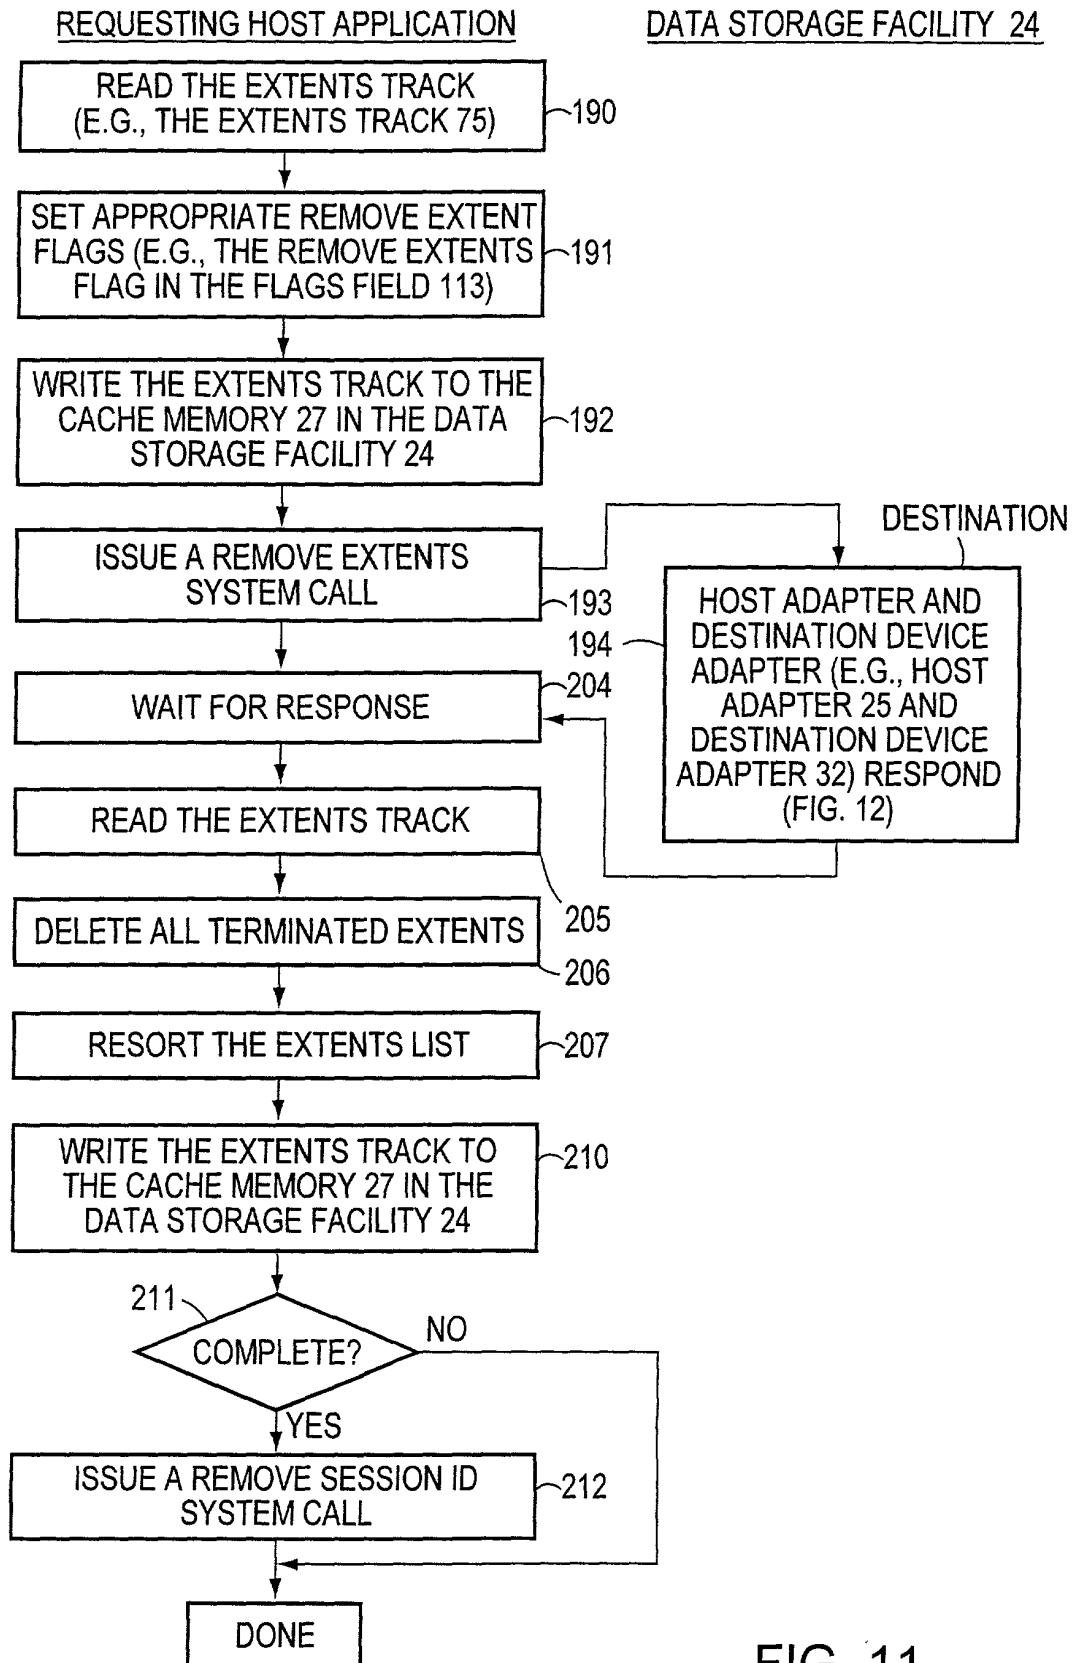 REQUESTING HOST APPLICATION
DATA STORAGE FACILITY 24
READ THE EXTENTS TRACK
(E.G., THE EXTENTS TRACK 75)
190
SET APPROPRIATE REMOVE EXTENT
FLAGS (E.G., THE REMOVE EXTENTS
FLAG IN THE FLAGS FIELD 113)
191
WRITE THE EXTENTS TRACK TO THE
CACHE MEMORY 27 IN THE DATA
STORAGE FACILITY 24
192
ISSUE A REMOVE EXTENTS
SYSTEM CALL
193
DESTINATION
HOST ADAPTER AND
DESTINATION DEVICE
ADAPTER (E.G., HOST
ADAPTER 25 AND
DESTINATION DEVICE
ADAPTER 32) RESPOND
(FIG. 12)
194
WAIT FOR RESPONSE
204
READ THE EXTENTS TRACK
205
DELETE ALL TERMINATED EXTENTS
206
RESORT THE EXTENTS LIST
207
WRITE THE EXTENTS TRACK TO
THE CACHE MEMORY 27 IN THE
DATA STORAGE FACILITY 24
210
211
COMPLETE?
NO
YES
ISSUE A REMOVE SESSION ID
SYSTEM CALL
212
DONE
FIG. 11